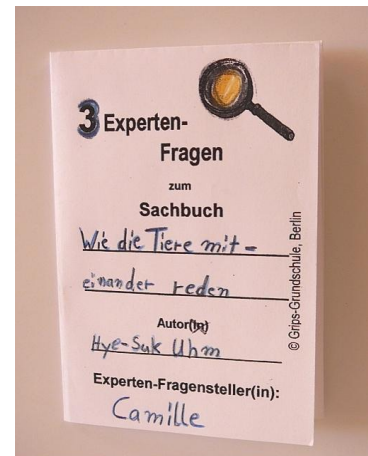 3 Experten-
Fragen
zum
Sachbuch
Wie die Tiere mit-
einander reden
Autor(in)
Hye-Suk Uhm
Experten-Fragensteller(in):
Camille
© Grips-Grundschule, Berlin